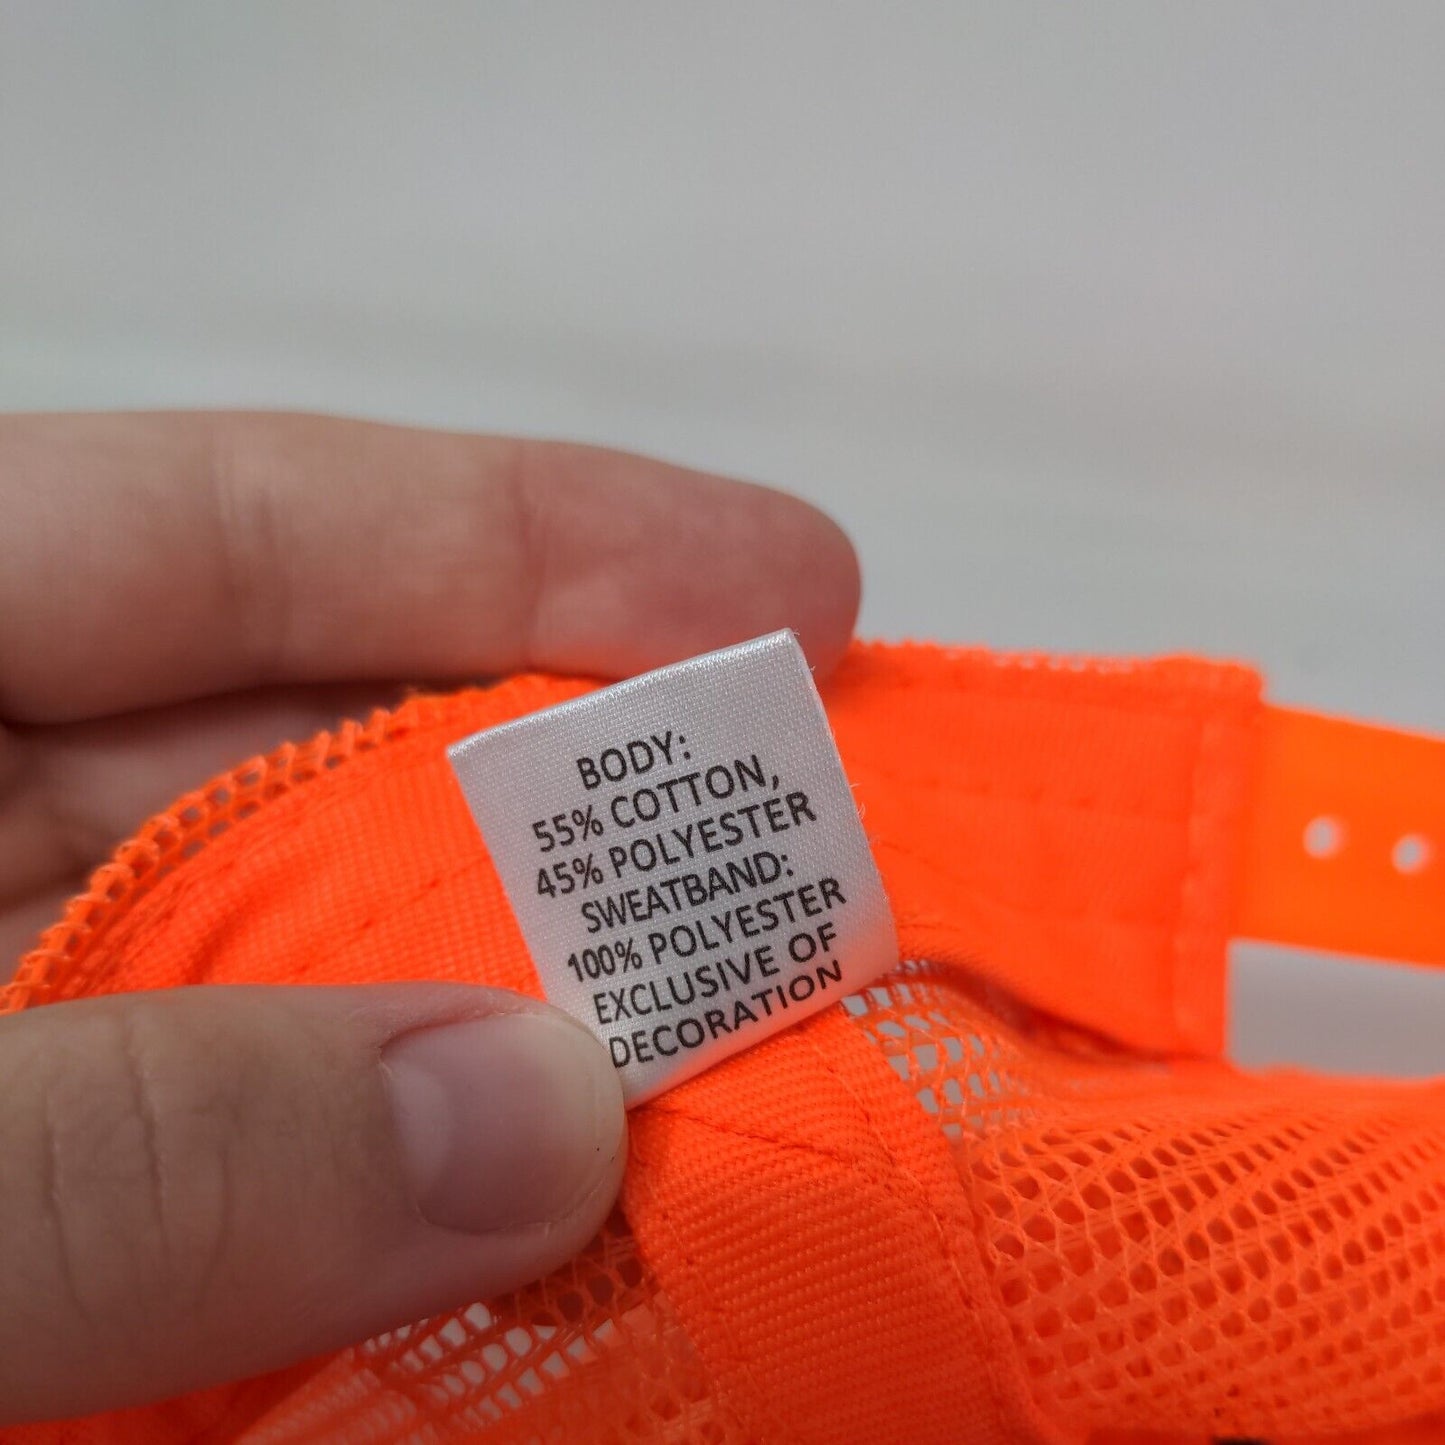 BODY:
55% COTTON,
45% POLYESTER
SWEATBAND:
100% POLYESTER
EXCLUSIVE OF
DECORATION